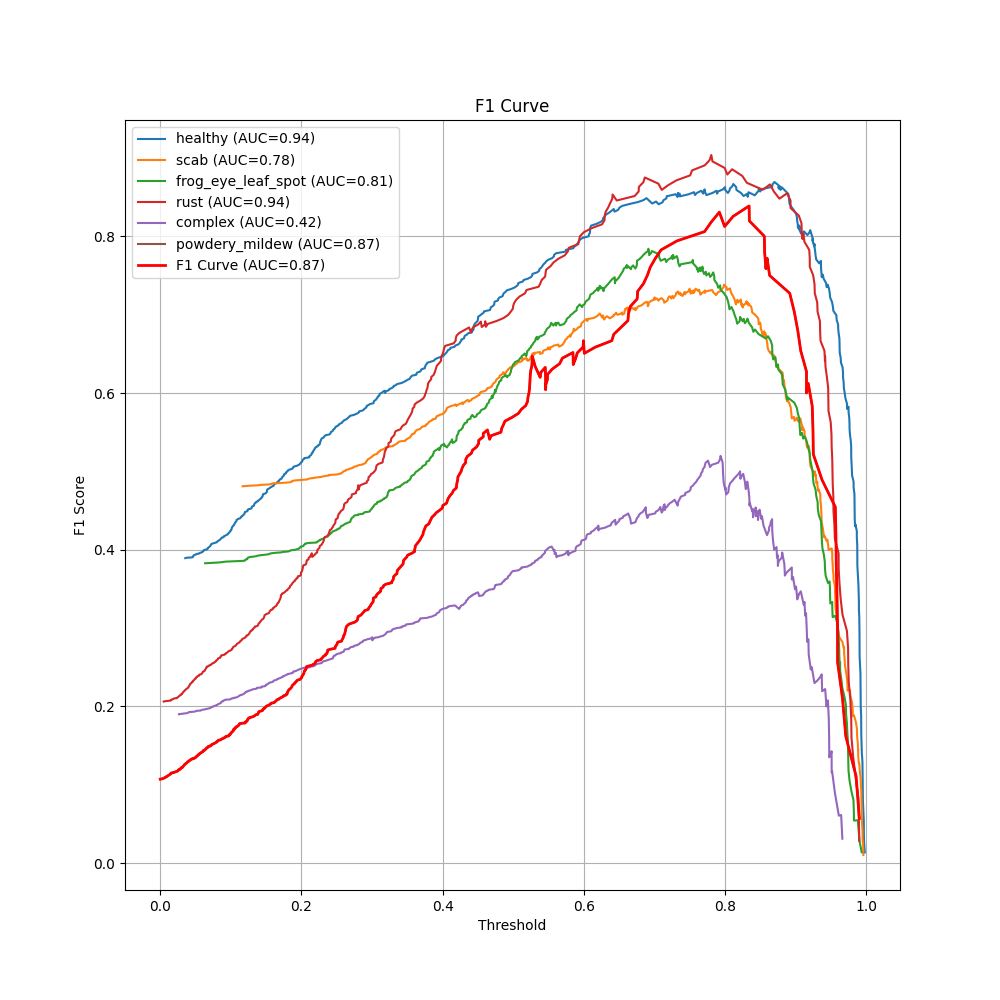 F1 Curve
healthy (AUC=0.94)
scab (AUC=0.78)
frog_eye_leaf_spot (AUC=0.81)
rust (AUC=0.94)
complex (AUC=0.42)
powdery_mildew (AUC=0.87)
F1 Curve (AUC=0.87)
0.8
0.6
0.4
0.2
0.0
F1 Score
0.0 0.2 0.4 0.6 0.8 1.0
Threshold